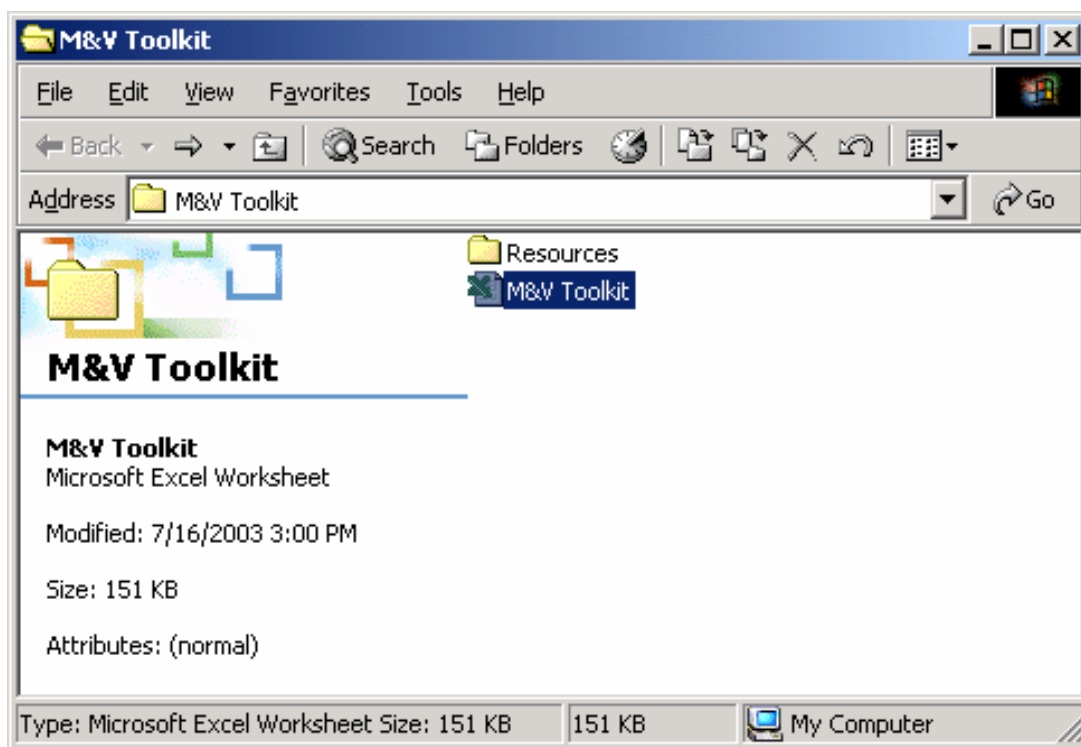 M&V Toolkit
File Edit View Favorites Tools Help
Back Search Folders
Address M&V Toolkit Go
Resources
M&V Toolkit
M&V Toolkit
M&V Toolkit
Microsoft Excel Worksheet
Modified: 7/16/2003 3:00 PM
Size: 151 KB
Attributes: (normal)
Type: Microsoft Excel Worksheet Size: 151 KB 151 KB My Computer